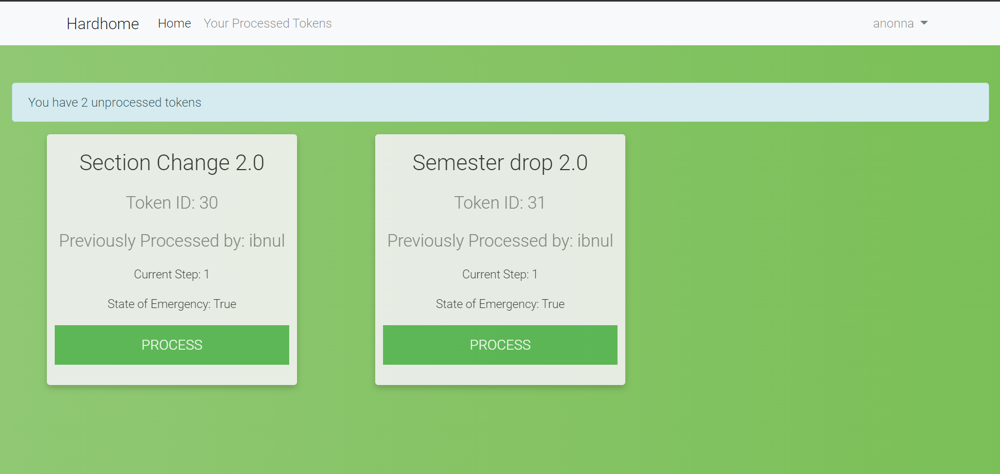 Hardhome Home Your Processed Tokens anonna
You have 2 unprocessed tokens
Section Change 2.0
Token ID: 30
Previously Processed by: ibnul
Current Step: 1
State of Emergency: True
PROCESS
Semester drop 2.0
Token ID: 31
Previously Processed by: ibnul
Current Step: 1
State of Emergency: True
PROCESS